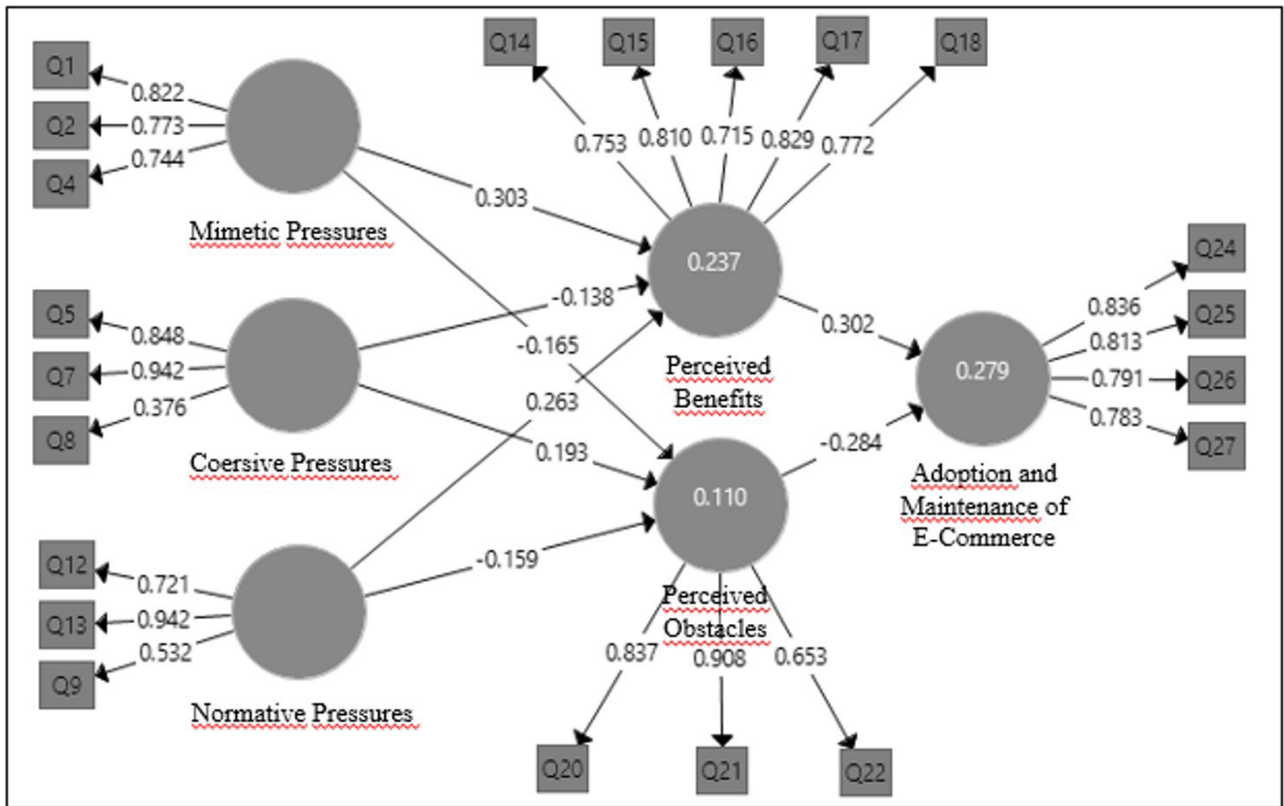 Q1
0.822
Q2
0.773
Q4
0.744
Mimetic Pressures
Q5
0.848
Q7
0.942
Q8
0.376
Coersive Pressures
Q12
0.721
Q13
0.942
Q9
0.532
Normative Pressures
0.303
-0.138
-0.165
0.263
0.193
-0.159
Q14
Q15
Q16
Q17
Q18
0.753
0.810
0.715
0.829
0.772
0.237
Perceived
Benefits
0.110
Perceived
Obstacles
0.837
0.908
0.653
Q20
Q21
Q22
0.302
-0.284
0.279
Adoption and
Maintenance of
E-Commerce
0.836
0.813
0.791
0.783
Q24
Q25
Q26
Q27